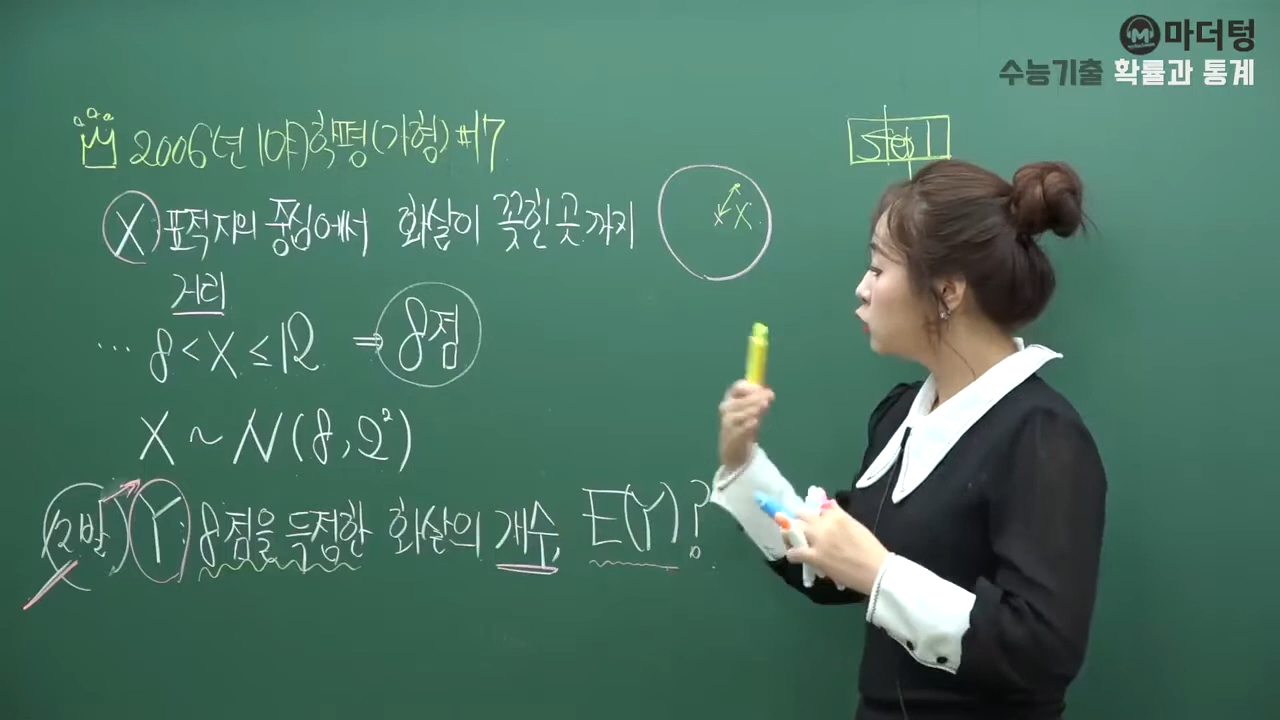 마더텅
수능기출 확률과 통계
2006년 10月 학평(가형)#17
Step 1
X: 표적지의 중심에서 화살이 꽂힌 곳까지
X
거리
… 8 < X ≤ 12 ⇒ 8점
X ~ N(8, 2²)
(12발) Y: 8점을 득점한 화살의 개수, E(Y)?